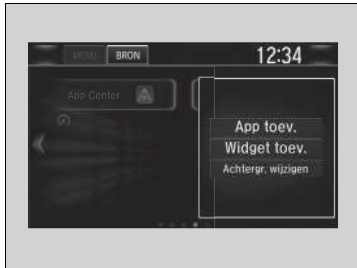 MENU BRON 12:34
App Center
App toev.
Widget toev.
Achtergr. wijzigen